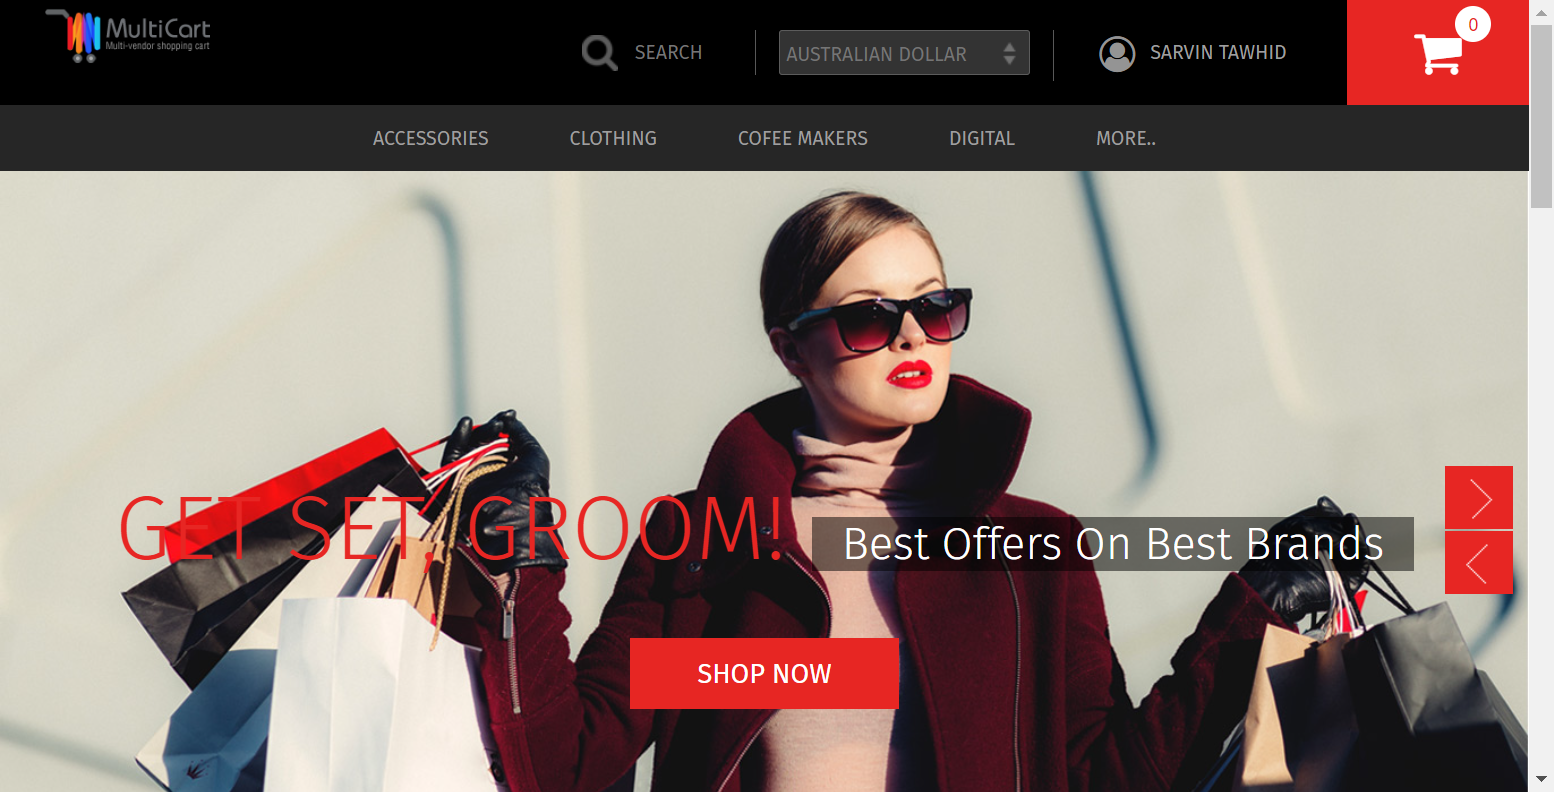 MultiCart
Multi-vendor shopping cart
SEARCH
AUSTRALIAN DOLLAR
SARVIN TAWHID
0
ACCESSORIES
CLOTHING
COFEE MAKERS
DIGITAL
MORE..
GET SET, GROOM!
Best Offers On Best Brands
SHOP NOW